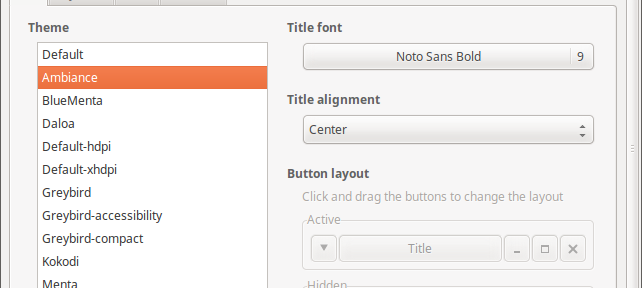 Theme
Default
Ambiance
BlueMenta
Daloa
Default-hdpi
Default-xhdpi
Greybird
Greybird-accessibility
Greybird-compact
Kokodi
Menta
Title font
Noto Sans Bold 9
Title alignment
Center
Button layout
Click and drag the buttons to change the layout
Active
Title
Hidden